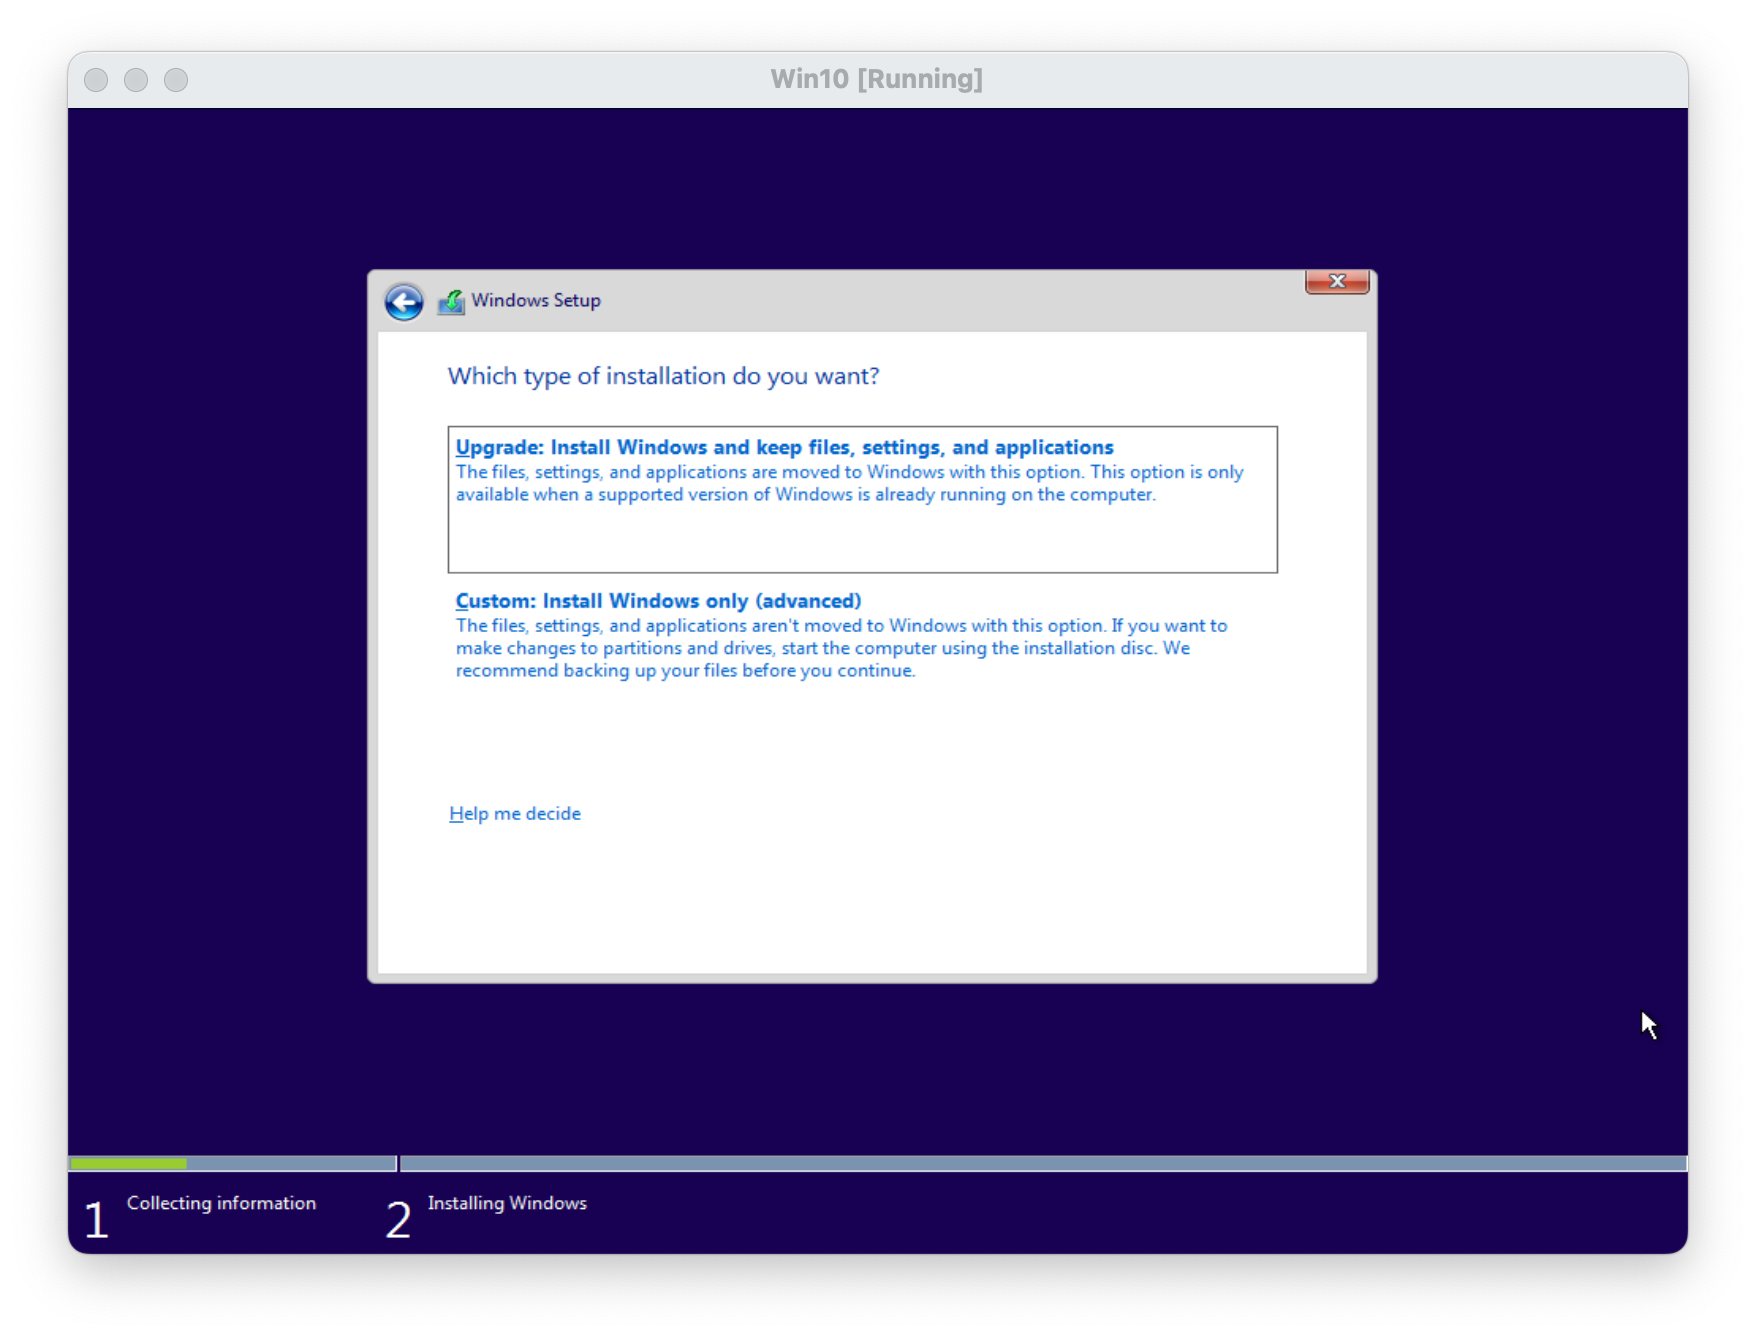 Win10 [Running]
Windows Setup
Which type of installation do you want?
Upgrade: Install Windows and keep files, settings, and applications
The files, settings, and applications are moved to Windows with this option. This option is only
available when a supported version of Windows is already running on the computer.
Custom: Install Windows only (advanced)
The files, settings, and applications aren't moved to Windows with this option. If you want to
make changes to partitions and drives, start the computer using the installation disc. We
recommend backing up your files before you continue.
Help me decide
1 Collecting information
2 Installing Windows